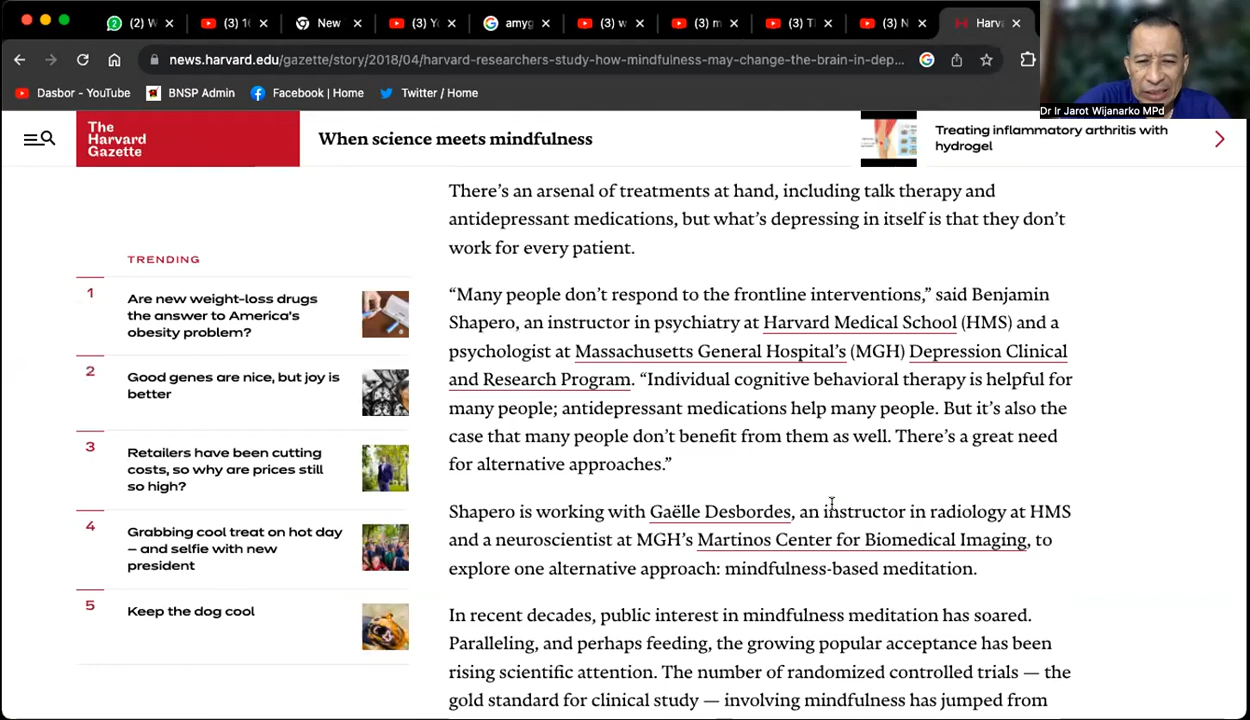 (2) W
(3) 1
New
(3) Y
amyg
(3) w
(3) m
(3) T
(3) N
Harv
news.harvard.edu/gazette/story/2018/04/harvard-researchers-study-how-mindfulness-may-change-the-brain-in-dep...
Dasbor - YouTube
BNSP Admin
Facebook | Home
Twitter / Home
Dr Ir Jarot Wijanarko MPd
The
Harvard
Gazette
When science meets mindfulness
Treating inflammatory arthritis with
hydrogel
TRENDING
1
Are new weight-loss drugs
the answer to America's
obesity problem?
2
Good genes are nice, but joy is
better
3
Retailers have been cutting
costs, so why are prices still
so high?
4
Grabbing cool treat on hot day
– and selfie with new
president
5
Keep the dog cool
There’s an arsenal of treatments at hand, including talk therapy and
antidepressant medications, but what’s depressing in itself is that they don’t
work for every patient.
“Many people don’t respond to the frontline interventions,” said Benjamin
Shapero, an instructor in psychiatry at Harvard Medical School (HMS) and a
psychologist at Massachusetts General Hospital’s (MGH) Depression Clinical
and Research Program. “Individual cognitive behavioral therapy is helpful for
many people; antidepressant medications help many people. But it’s also the
case that many people don’t benefit from them as well. There’s a great need
for alternative approaches.”
Shapero is working with Gaëlle Desbordes, an instructor in radiology at HMS
and a neuroscientist at MGH’s Martinos Center for Biomedical Imaging, to
explore one alternative approach: mindfulness-based meditation.
In recent decades, public interest in mindfulness meditation has soared.
Paralleling, and perhaps feeding, the growing popular acceptance has been
rising scientific attention. The number of randomized controlled trials — the
gold standard for clinical study — involving mindfulness has jumped from